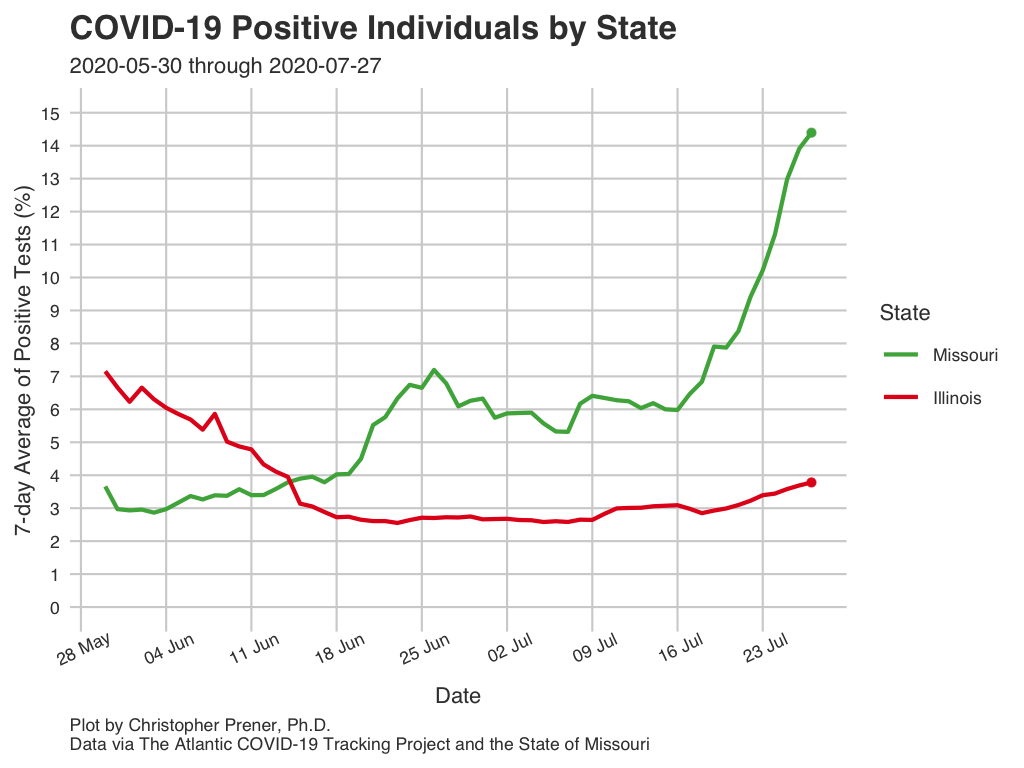 COVID-19 Positive Individuals by State
2020-05-30 through 2020-07-27
7-day Average of Positive Tests (%)
15
14
13
12
11
10
9
8
7
6
5
4
3
2
1
0
28 May
04 Jun
11 Jun
18 Jun
25 Jun
02 Jul
09 Jul
16 Jul
23 Jul
Date
State
Missouri
Illinois
Plot by Christopher Prener, Ph.D.
Data via The Atlantic COVID-19 Tracking Project and the State of Missouri